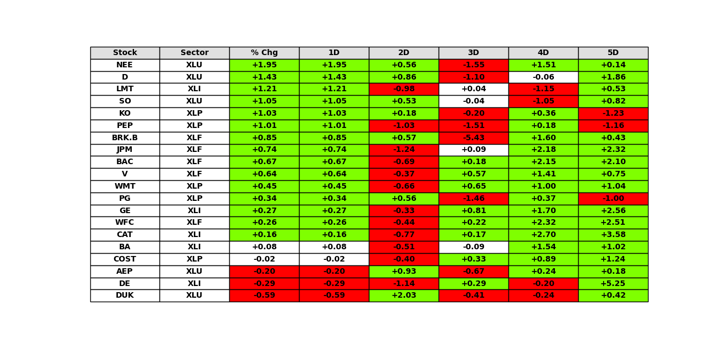 Stock Sector % Chg 1D 2D 3D 4D 5D
NEE XLU +1.95 +1.95 +0.56 -1.55 +1.51 +0.14
D XLU +1.43 +1.43 +0.86 -1.10 -0.06 +1.86
LMT XLI +1.21 +1.21 -0.98 +0.04 -1.15 +0.53
SO XLU +1.05 +1.05 +0.53 -0.04 -1.05 +0.82
KO XLP +1.03 +1.03 +0.18 -0.20 +0.36 -1.23
PEP XLP +1.01 +1.01 -1.03 -1.51 +0.18 -1.16
BRK.B XLF +0.85 +0.85 +0.57 -5.43 +1.60 +0.43
JPM XLF +0.74 +0.74 -1.24 +0.09 +2.18 +2.32
BAC XLF +0.67 +0.67 -0.69 +0.18 +2.15 +2.10
V XLF +0.64 +0.64 -0.37 +0.57 +1.41 +0.75
WMT XLP +0.45 +0.45 -0.66 +0.65 +1.00 +1.04
PG XLP +0.34 +0.34 +0.56 -1.46 +0.37 -1.00
GE XLI +0.27 +0.27 -0.33 +0.81 +1.70 +2.56
WFC XLF +0.26 +0.26 -0.44 +0.22 +2.32 +2.51
CAT XLI +0.16 +0.16 -0.77 +0.17 +2.70 +3.58
BA XLI +0.08 +0.08 -0.51 -0.09 +1.54 +1.02
COST XLP -0.02 -0.02 -0.40 +0.33 +0.89 +1.24
AEP XLU -0.20 -0.20 +0.93 -0.67 +0.24 +0.18
DE XLI -0.29 -0.29 -1.14 +0.29 -0.20 +5.25
DUK XLU -0.59 -0.59 +2.03 -0.41 -0.24 +0.42